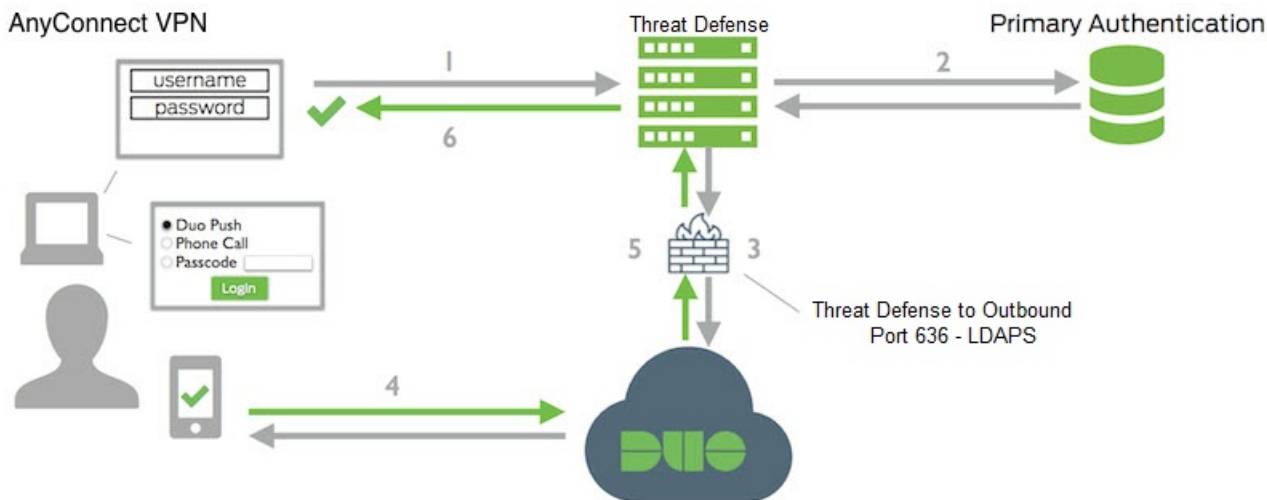 AnyConnect VPN
Threat Defense
Primary Authentication
username
password
1
2
6
Duo Push
Phone Call
Passcode
Login
5
3
Threat Defense to Outbound
Port 636 - LDAPS
4
DUO